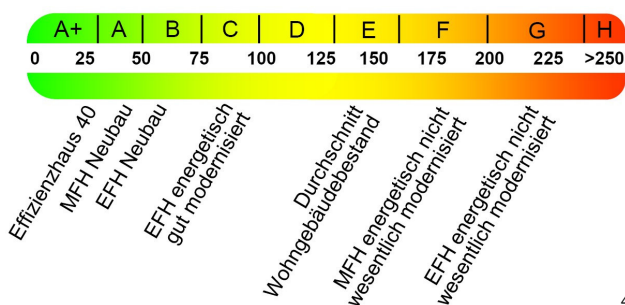 A+ A B C D E F G H
0 25 50 75 100 125 150 175 200 225 >250
Effizienzhaus 40
MFH Neubau
EFH Neubau
EFH energetisch
gut modernisiert
Durchschnitt
Wohngebäudebestand
MFH energetisch nicht
wesentlich modernisiert
EFH energetisch nicht
wesentlich modernisiert